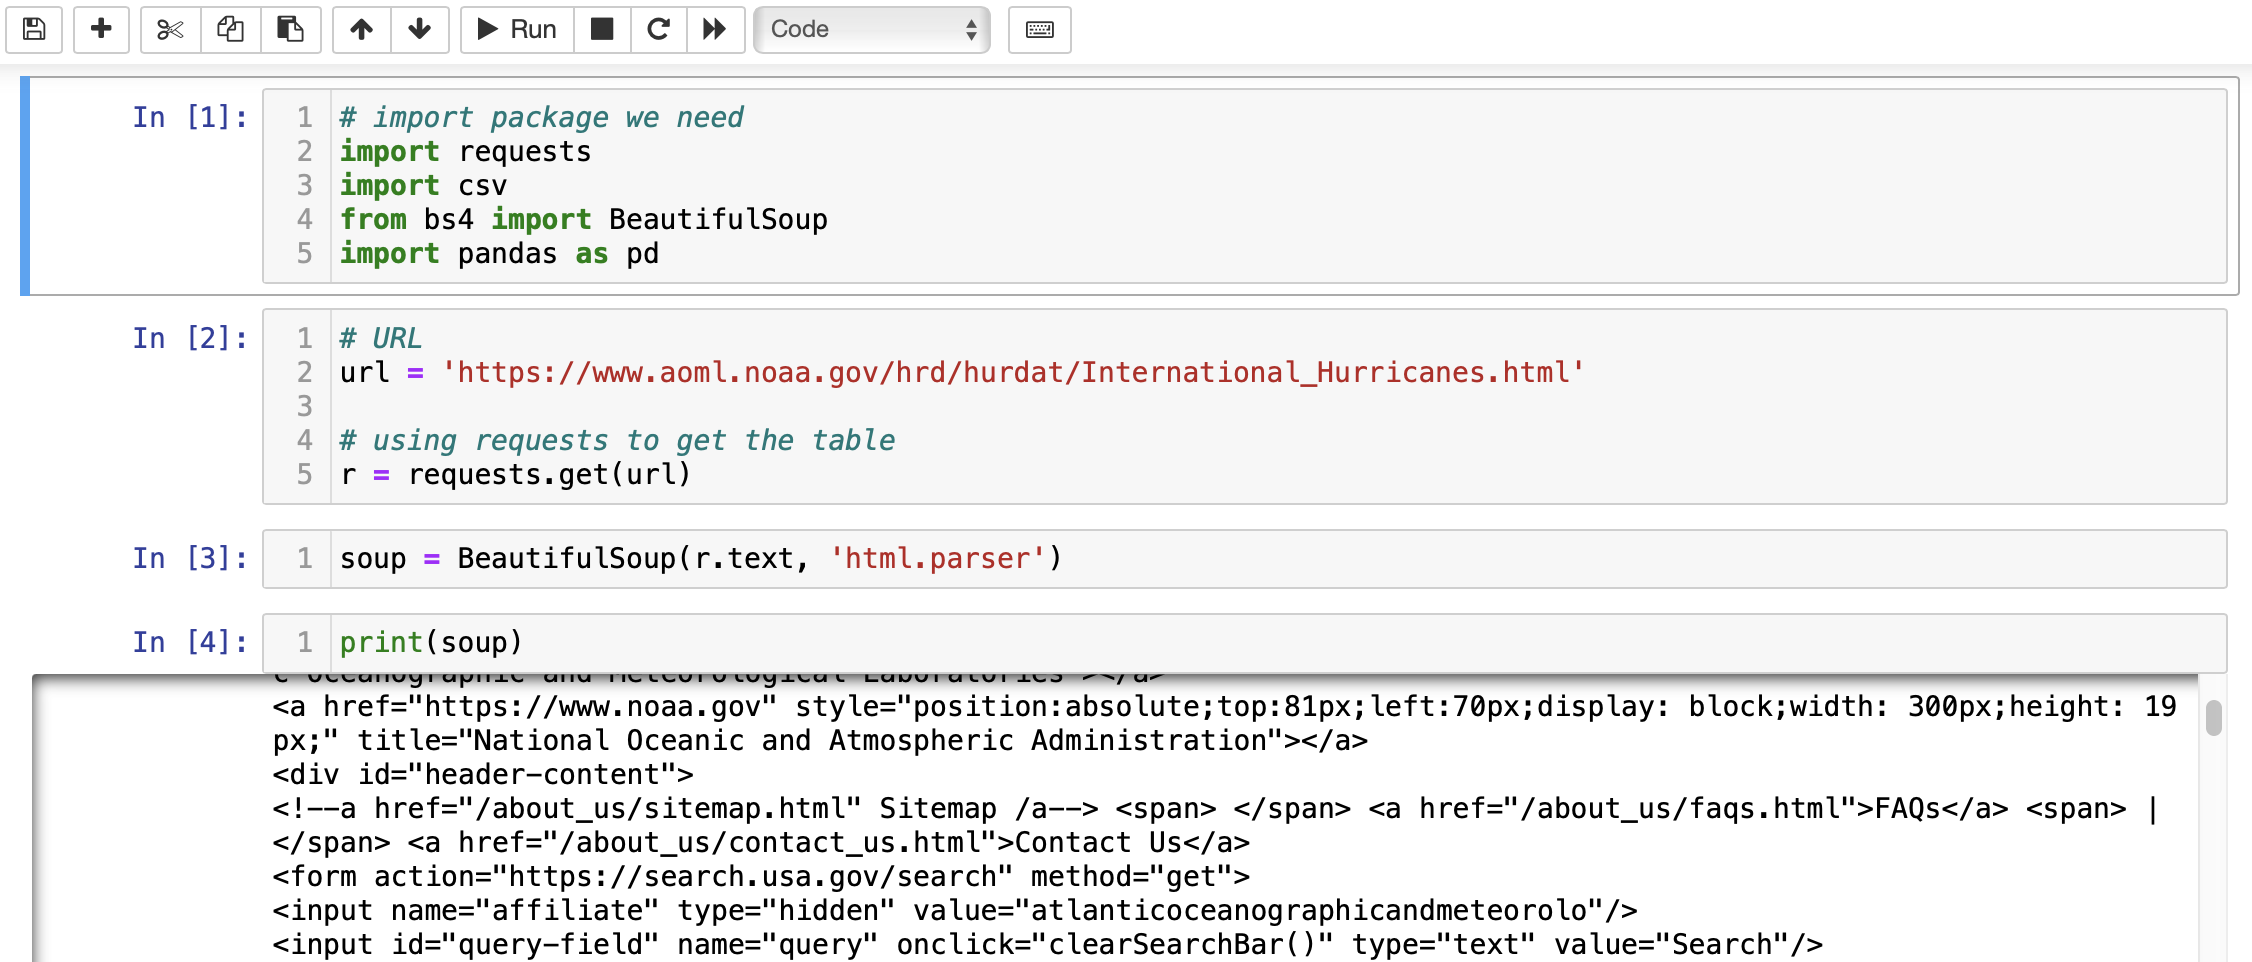 Run
Code
In [1]:
1 # import package we need
2 import requests
3 import csv
4 from bs4 import BeautifulSoup
5 import pandas as pd
In [2]:
1 # URL
2 url = 'https://www.aoml.noaa.gov/hrd/hurdat/International_Hurricanes.html'
3
4 # using requests to get the table
5 r = requests.get(url)
In [3]:
1 soup = BeautifulSoup(r.text, 'html.parser')
In [4]:
1 print(soup)
c Oceanographic and Meteorological Laboratories"></a>
<a href="https://www.noaa.gov" style="position:absolute;top:81px;left:70px;display: block;width: 300px;height: 19
px;" title="National Oceanic and Atmospheric Administration"></a>
<div id="header-content">
<!--a href="/about_us/sitemap.html" Sitemap /a--> <span> </span> <a href="/about_us/faqs.html">FAQs</a> <span> |
</span> <a href="/about_us/contact_us.html">Contact Us</a>
<form action="https://search.usa.gov/search" method="get">
<input name="affiliate" type="hidden" value="atlanticoceanographicandmeteorolo"/>
<input id="query-field" name="query" onclick="clearSearchBar()" type="text" value="Search"/>